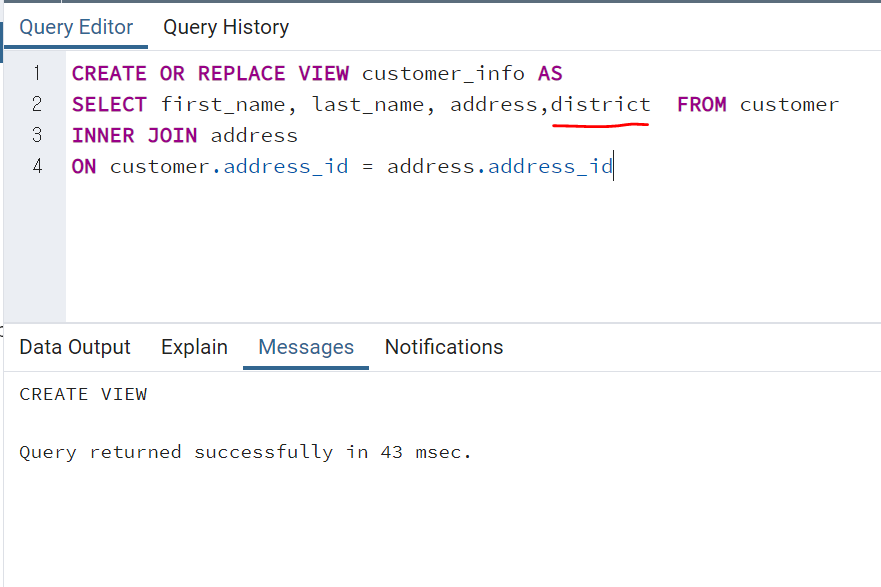 Query Editor Query History
1 CREATE OR REPLACE VIEW customer_info AS
2 SELECT first_name, last_name, address,district  FROM customer
3 INNER JOIN address
4 ON customer.address_id = address.address_id
Data Output Explain Messages Notifications
CREATE VIEW
Query returned successfully in 43 msec.